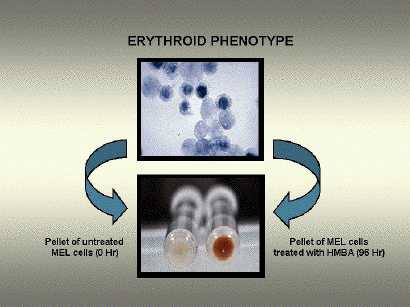 ERYTHROID PHENOTYPE
Pellet of untreated
MEL cells (0 Hr)
Pellet of MEL cells
treated with HMBA (96 Hr)